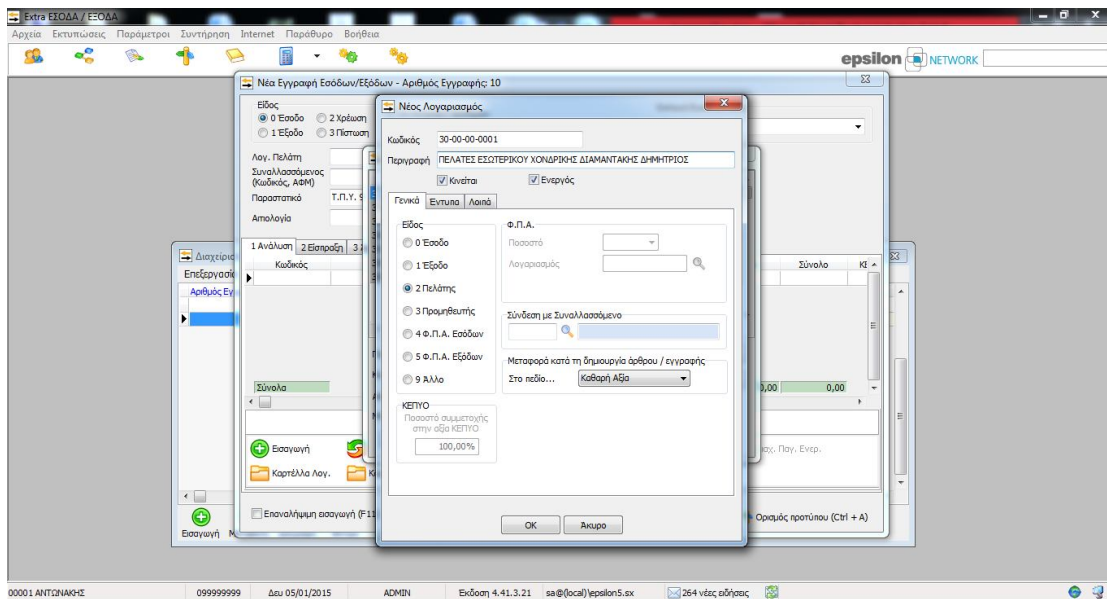 Extra ΕΣΟΔΑ / ΕΞΟΔΑ
Αρχεία Εκτυπώσεις Παράμετροι Συντήρηση Internet Παράθυρο Βοήθεια
epsilon NETWORK
Νέα Εγγραφή Εσόδων/Εξόδων - Αριθμός Εγγραφής: 10
Είδος
0 Έσοδο 2 Χρέωση
1 Έξοδο 3 Πίστωση
Λογ. Πελάτη
Συναλλασσόμενος
(Κωδικός, ΑΦΜ)
Παραστατικό Τ.Π.Υ.
Αιτιολογία
1 Ανάλυση 2 Είσπραξη 3
Κωδικός Σύνολο
Διαχείρισ
Επεξεργασί
Αριθμός Εγ
Νέος Λογαριασμός
Κωδικός 30-00-00-0001
Περιγραφή ΠΕΛΑΤΕΣ ΕΣΩΤΕΡΙΚΟΥ ΧΟΝΔΡΙΚΗΣ ΔΙΑΜΑΝΤΑΚΗΣ ΔΗΜΗΤΡΙΟΣ
Κινείται Ενεργός
Γενικά Εντυπα Λοιπά
Είδος
0 Έσοδο
1 Έξοδο
2 Πελάτης
3 Προμηθευτής
4 Φ.Π.Α. Εσόδων
5 Φ.Π.Α. Εξόδων
9 Άλλο
Φ.Π.Α.
Ποσοστό
Λογαριασμός
Σύνδεση με Συναλλασσόμενο
Μεταφορά κατά τη δημιουργία άρθρου / εγγραφής
Στο πεδίο... Καθαρή Αξία
ΚΕΠΥΟ
Ποσοστό συμμετοχής
στην αξία ΚΕΠΥΟ
100,00%
OK Άκυρο
Σύνολα 0,00 0,00
Εισαγωγή
Καρτέλλα Λογ.
Παγ. Ενερ.
Επαναλήψιμη εισαγωγή (F11
Ορισμός προτύπου (Ctrl + A)
Εισαγωγή
00001 ΑΝΤΩΝΑΚΗΣ 099999999 Δευ 05/01/2015 ADMIN Έκδοση 4.41.3.21 sa@(local)\epsilon5.sx 264 νέες ειδήσεις